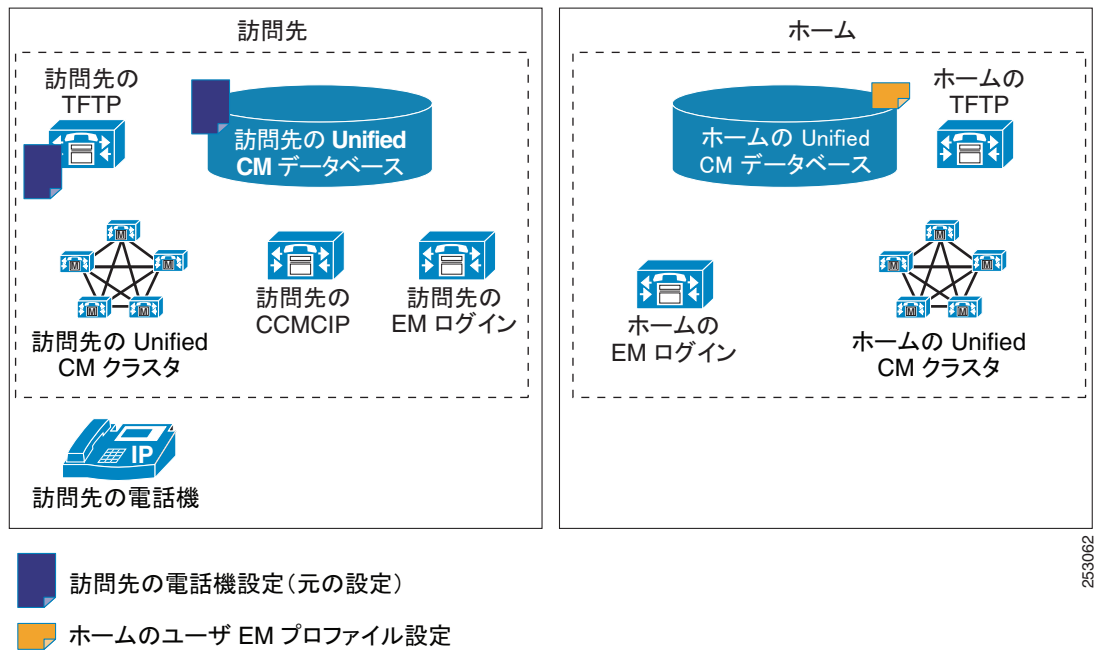 訪問先
訪問先の
TFTP
訪問先の Unified
CM データベース
M
M
M
M
M
訪問先の Unified
CM クラスタ
訪問先の
CCMCIP
訪問先の
EM ログイン
IP
訪問先の電話機
ホーム
ホームの Unified
CM データベース
ホームの
TFTP
ホームの
EM ログイン
M
M
M
M
M
ホームの Unified
CM クラスタ
253062
訪問先の電話機設定(元の設定)
ホームのユーザ EM プロファイル設定